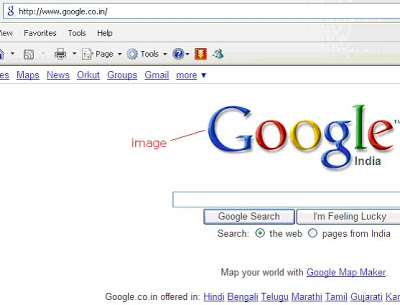 http://www.google.co.in/
View Favorites Tools Help
Page Tools
es Maps News Orkut Groups Gmail more ▼
Google™
India
image
Google Search I'm Feeling Lucky
Search: the web pages from India
Map your world with Google Map Maker.
Google.co.in offered in: Hindi Bengali Telugu Marathi Tamil Gujarati Kan